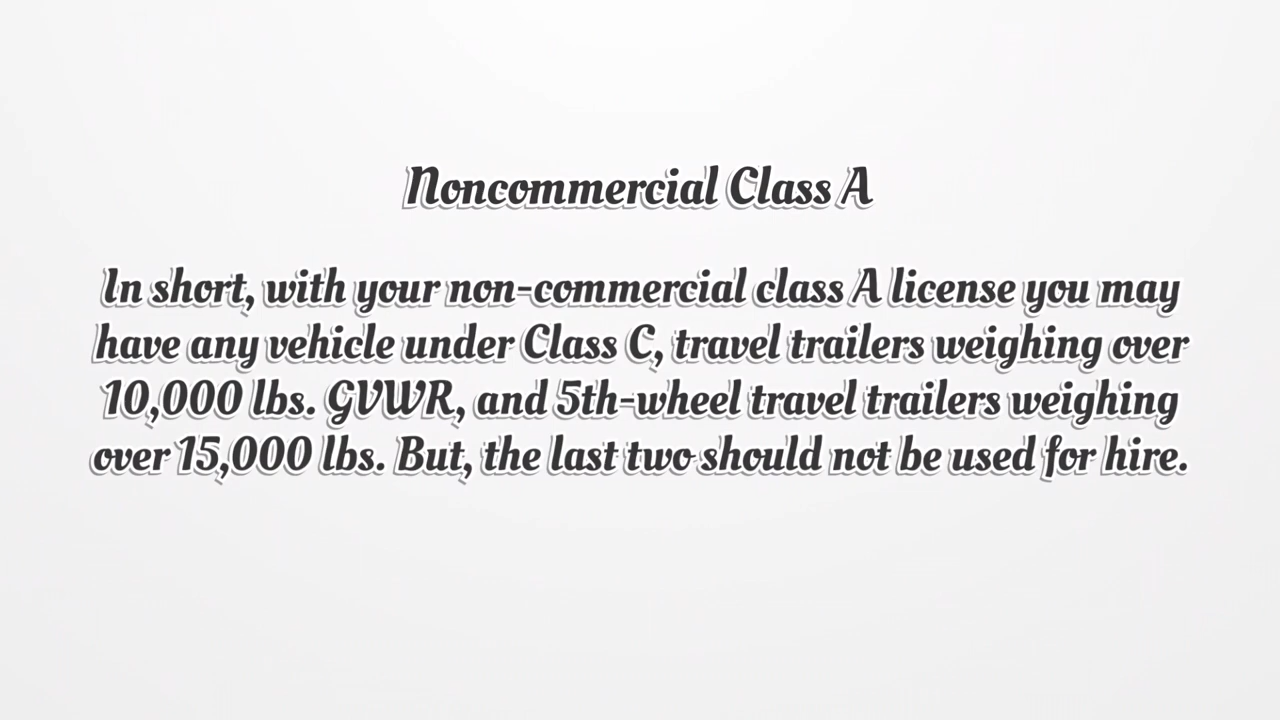 Noncommercial Class A
In short, with your non-commercial class A license you may
have any vehicle under Class C, travel trailers weighing over
10,000 lbs. GVWR, and 5th-wheel travel trailers weighing
over 15,000 lbs. But, the last two should not be used for hire.